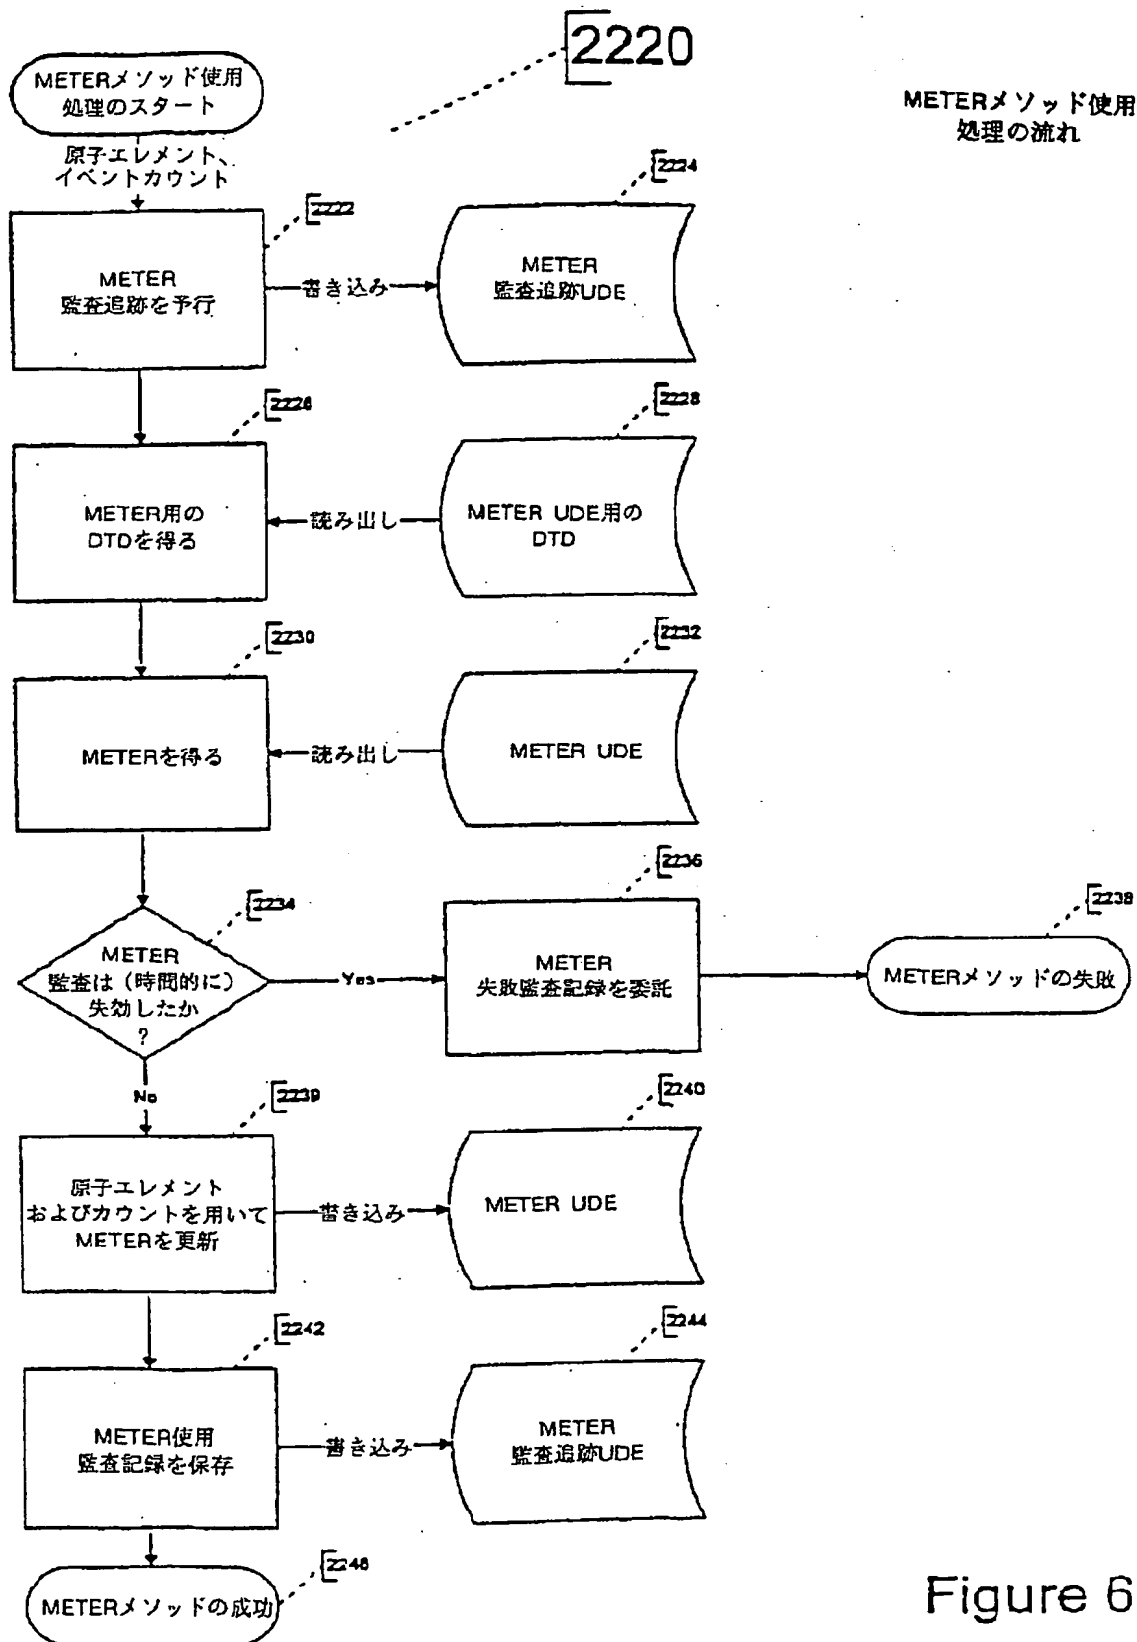 2220
METERメソッド使用
処理の流れ
METERメソッド使用
処理のスタート
原子エレメント、
イベントカウント
2222
METER
監査追跡を予行
書き込み
2224
METER
監査追跡UDE
2226
METER用の
DTDを得る
読み出し
2228
METER UDE用の
DTD
2230
METERを得る
読み出し
2232
METER UDE
2234
METER
監査は（時間的に）
失効したか
?
Yes
2236
METER
失敗監査記録を委託
2238
METERメソッドの失敗
No
2239
原子エレメント
およびカウントを用いて
METERを更新
書き込み
2240
METER UDE
2242
METER使用
監査記録を保存
書き込み
2244
METER
監査追跡UDE
2246
METERメソッドの成功
Figure 6